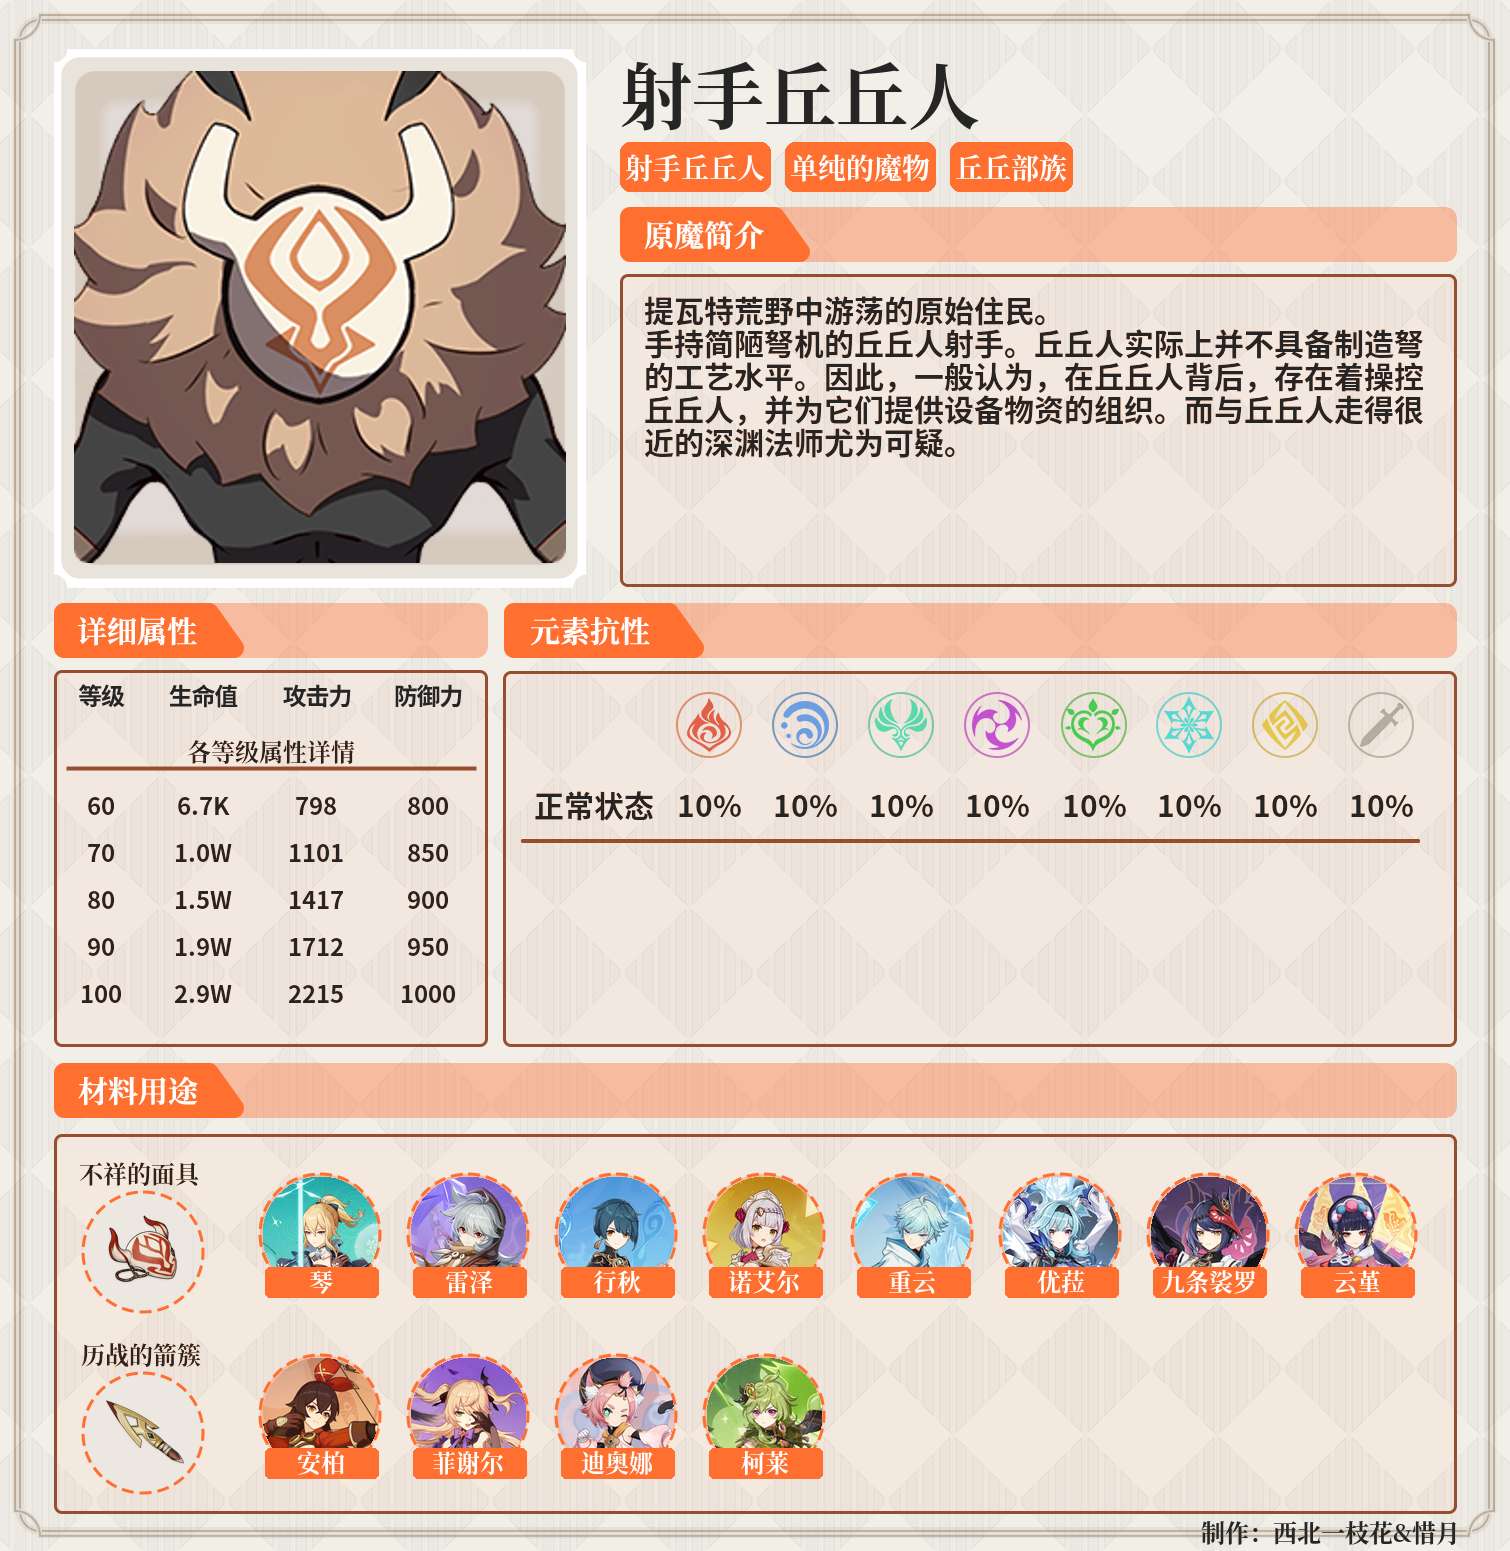 射手丘丘人
射手丘丘人 单纯的魔物 丘丘部族
原魔简介
提瓦特荒野中游荡的原始住民。
手持简陋弩机的丘丘人射手。丘丘人实际上并不具备制造弩
的工艺水平。因此，一般认为，在丘丘人背后，存在着操控
丘丘人，并为它们提供设备物资的组织。而与丘丘人走得很
近的深渊法师尤为可疑。
详细属性
等级 生命值 攻击力 防御力
各等级属性详情
60 6.7K 798 800
70 1.0W 1101 850
80 1.5W 1417 900
90 1.9W 1712 950
100 2.9W 2215 1000
元素抗性
正常状态 10% 10% 10% 10% 10% 10% 10% 10%
材料用途
不祥的面具
琴 雷泽 行秋 诺艾尔 重云 优菈 九条裟罗 云堇
历战的箭簇
安柏 菲谢尔 迪奥娜 柯莱
制作：西北一枝花&惜月